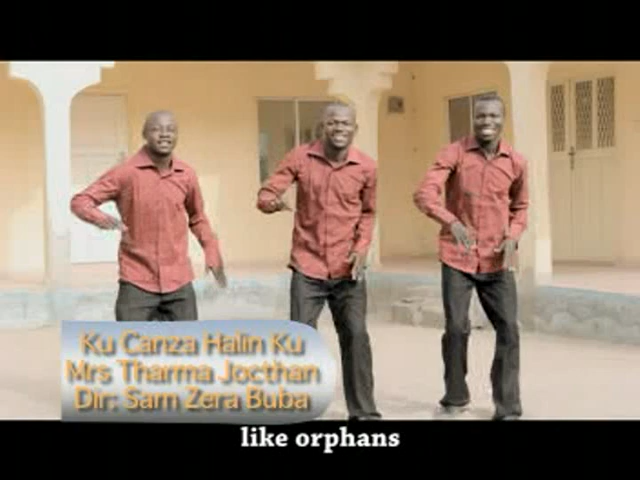 Ku Canza Halin Ku
Mrs Tharma Jocthan
Dir: Sam Zera Buba
like orphans